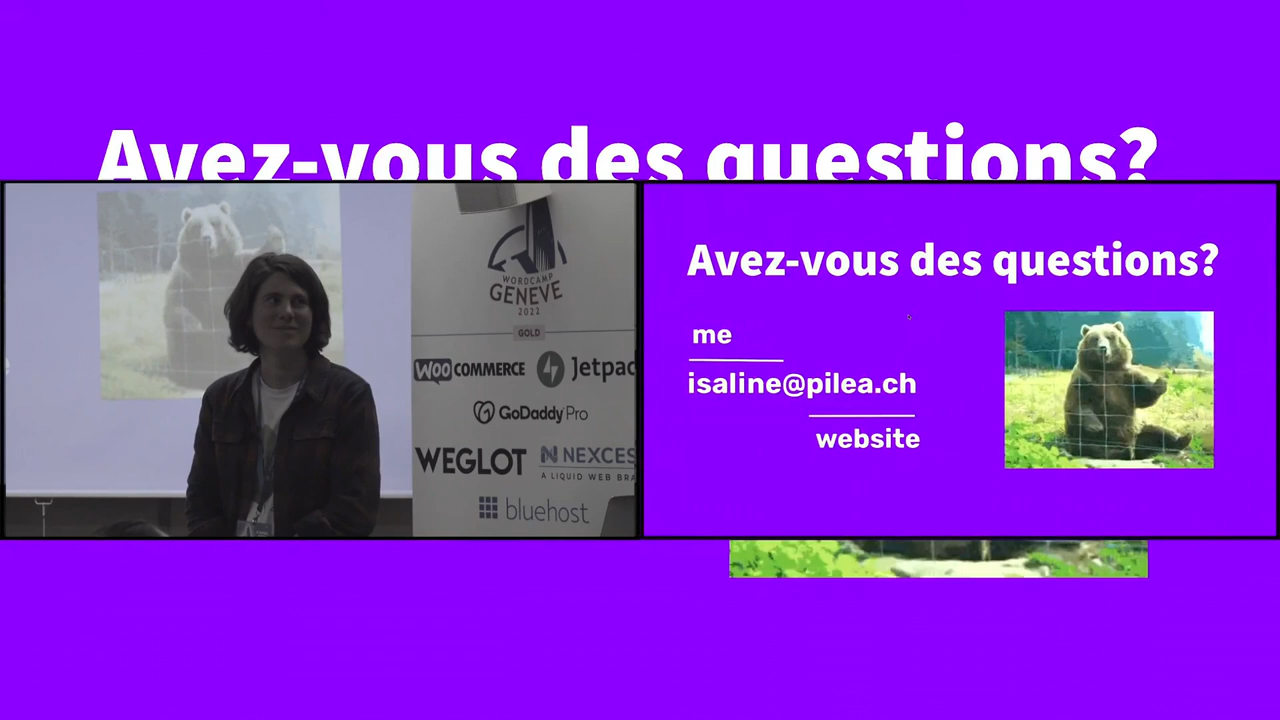 Avez-vous des questions?
WORDCAMP
GENEVE
2022
GOLD
WOO COMMERCE
Jetpac
GoDaddy Pro
WEGLOT
NEXCES
A LIQUID WEB BRA
bluehost
Avez-vous des questions?
me
isaline@pilea.ch
website